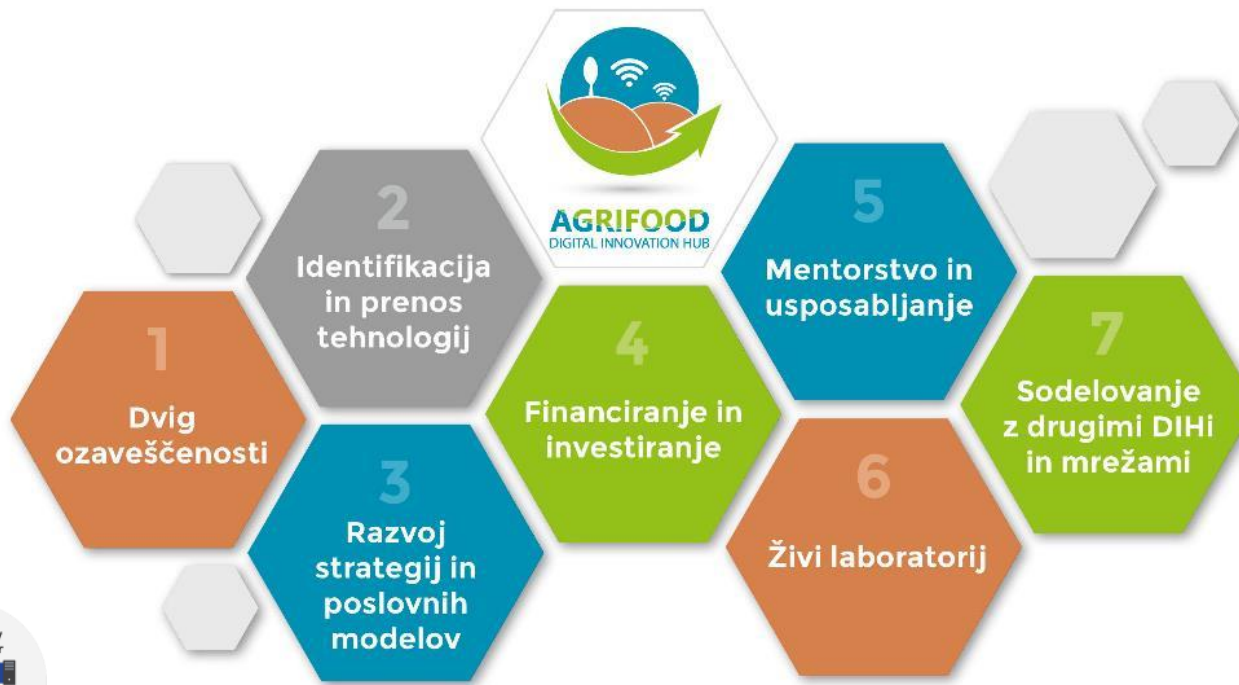 AGRIFOOD
DIGITAL INNOVATION HUB
1
Dvig
ozaveščenosti
2
Identifikacija
in prenos
tehnologij
3
Razvoj
strategij in
poslovnih
modelov
4
Financiranje in
investiranje
5
Mentorstvo in
usposabljanje
6
Živi laboratorij
7
Sodelovanje
z drugimi DIHi
in mrežami